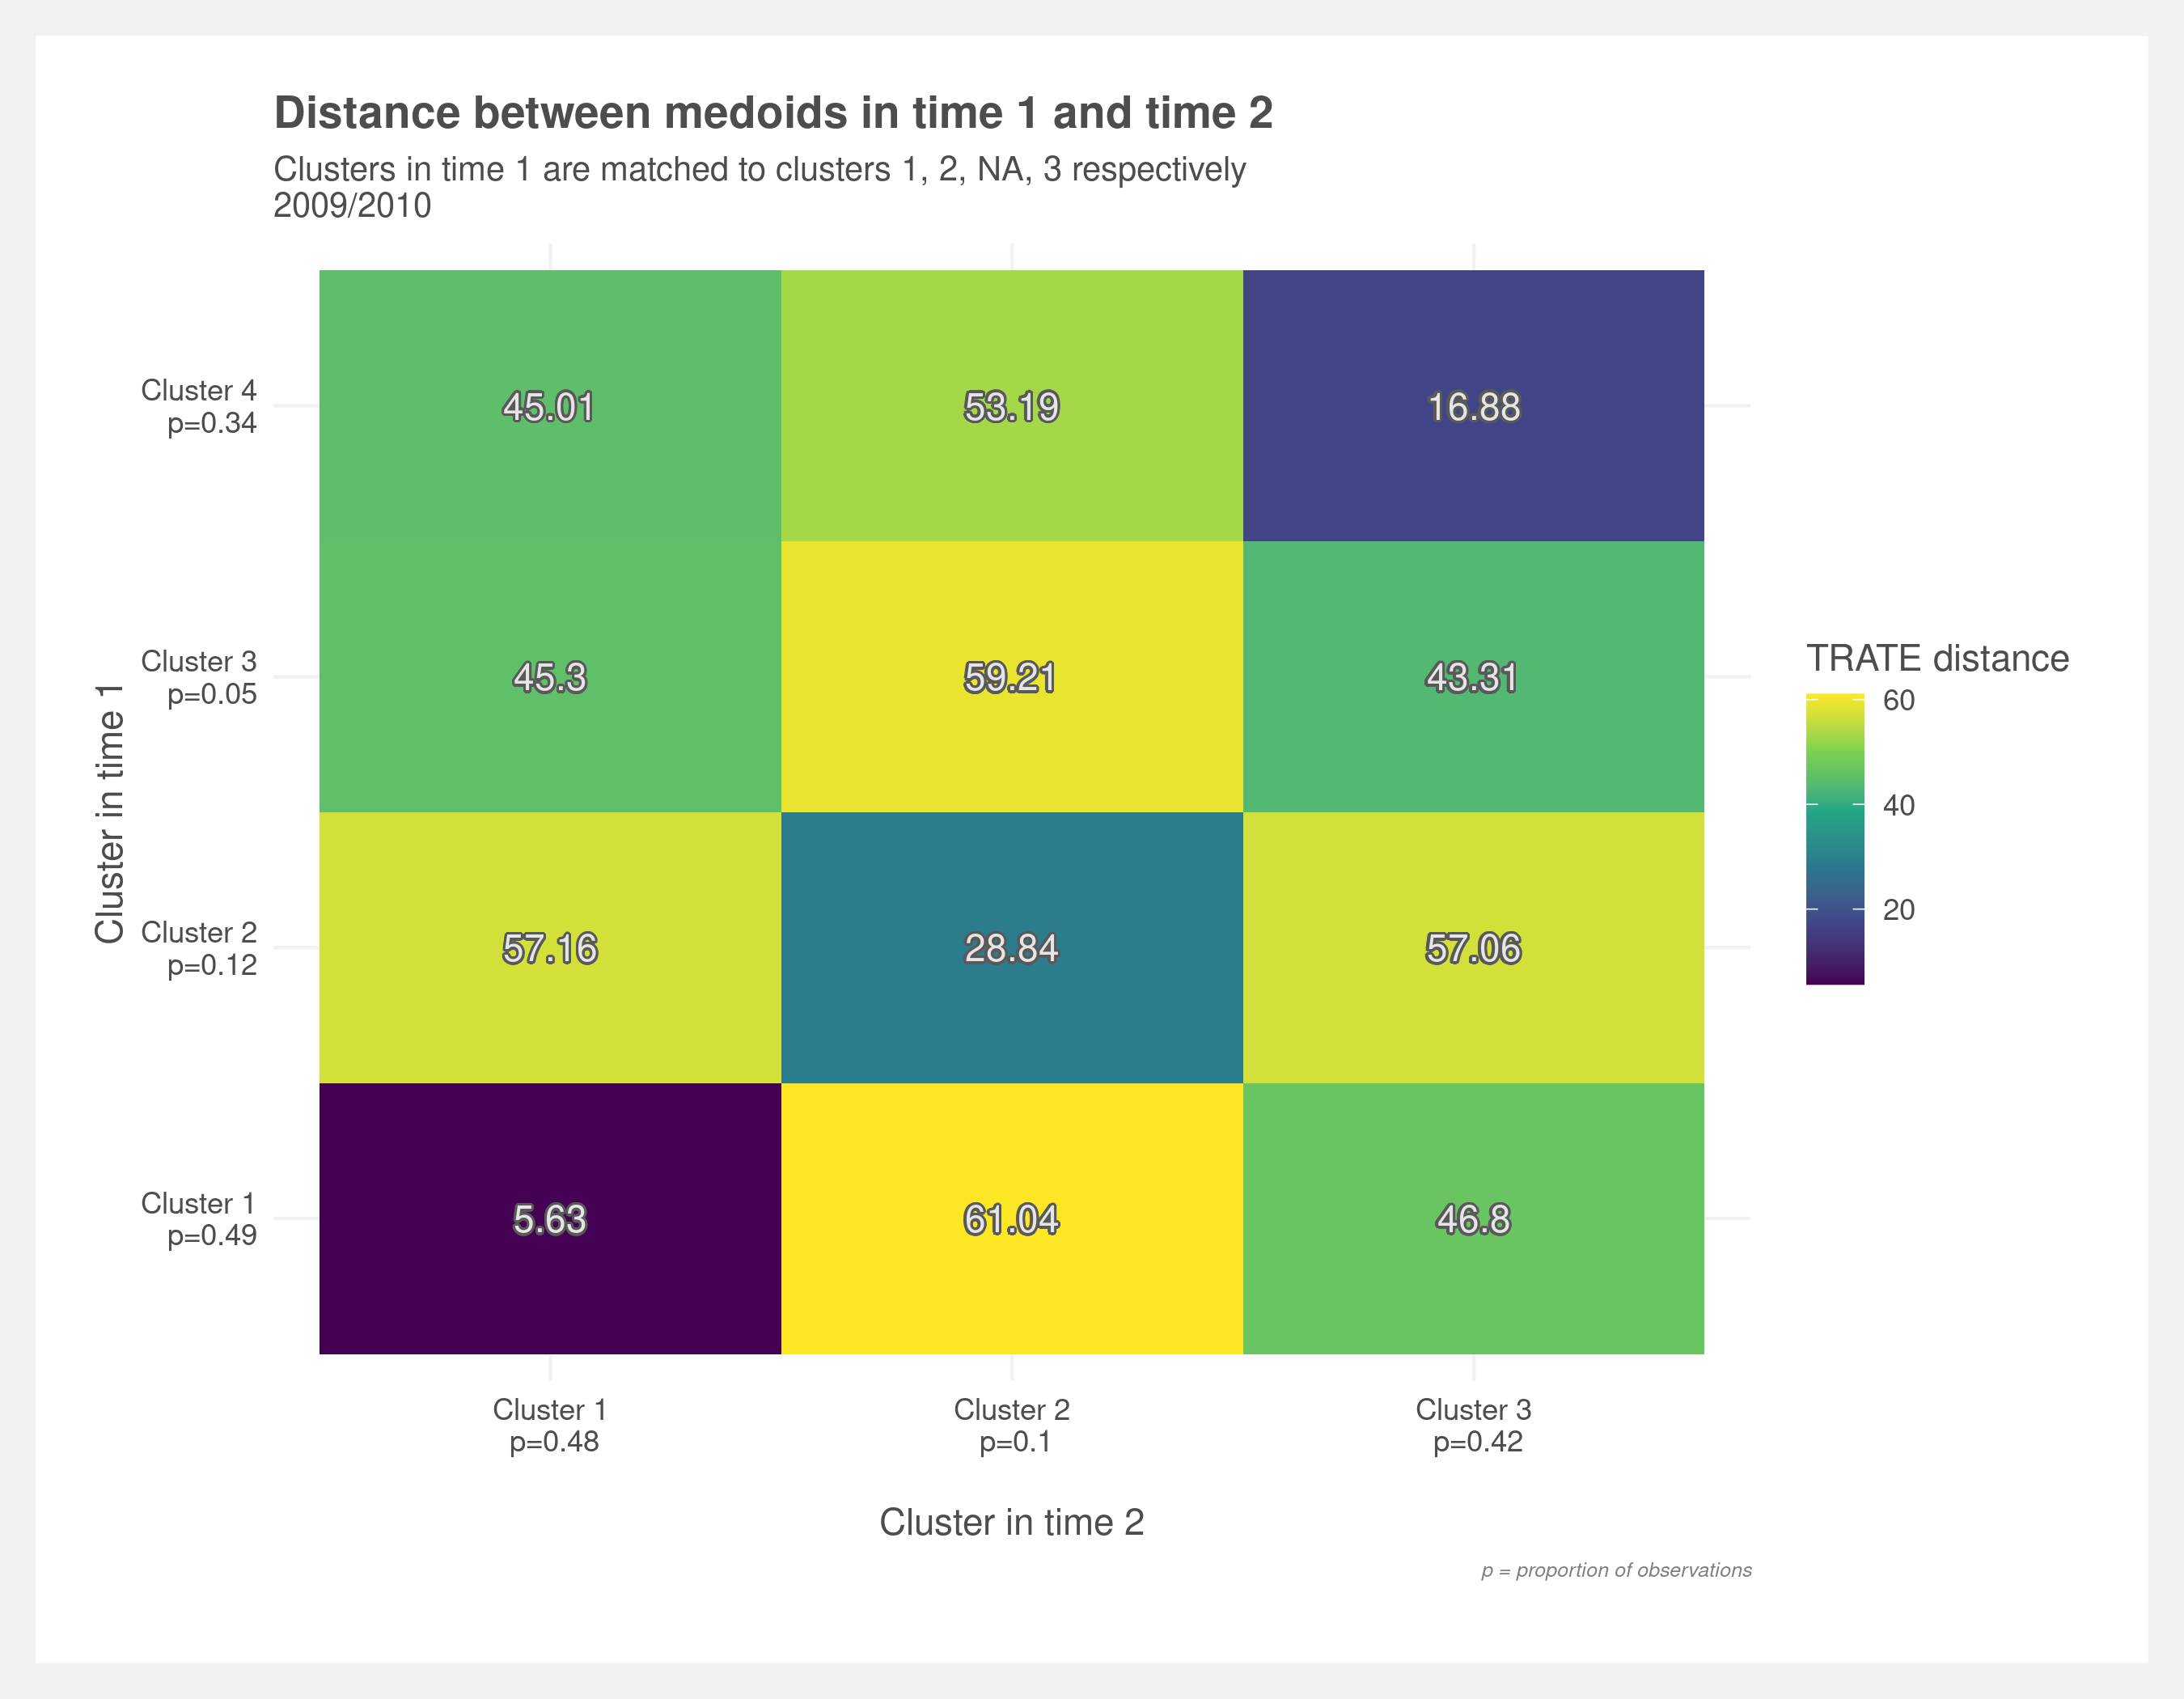 Distance between medoids in time 1 and time 2
Clusters in time 1 are matched to clusters 1, 2, NA, 3 respectively
2009/2010
Cluster in time 1
Cluster 4
p=0.34
45.01
53.19
16.88
Cluster 3
p=0.05
45.3
59.21
43.31
Cluster 2
p=0.12
57.16
28.84
57.06
Cluster 1
p=0.49
5.63
61.04
46.8
Cluster 1
p=0.48
Cluster 2
p=0.1
Cluster 3
p=0.42
Cluster in time 2
TRATE distance
60
40
20
p = proportion of observations